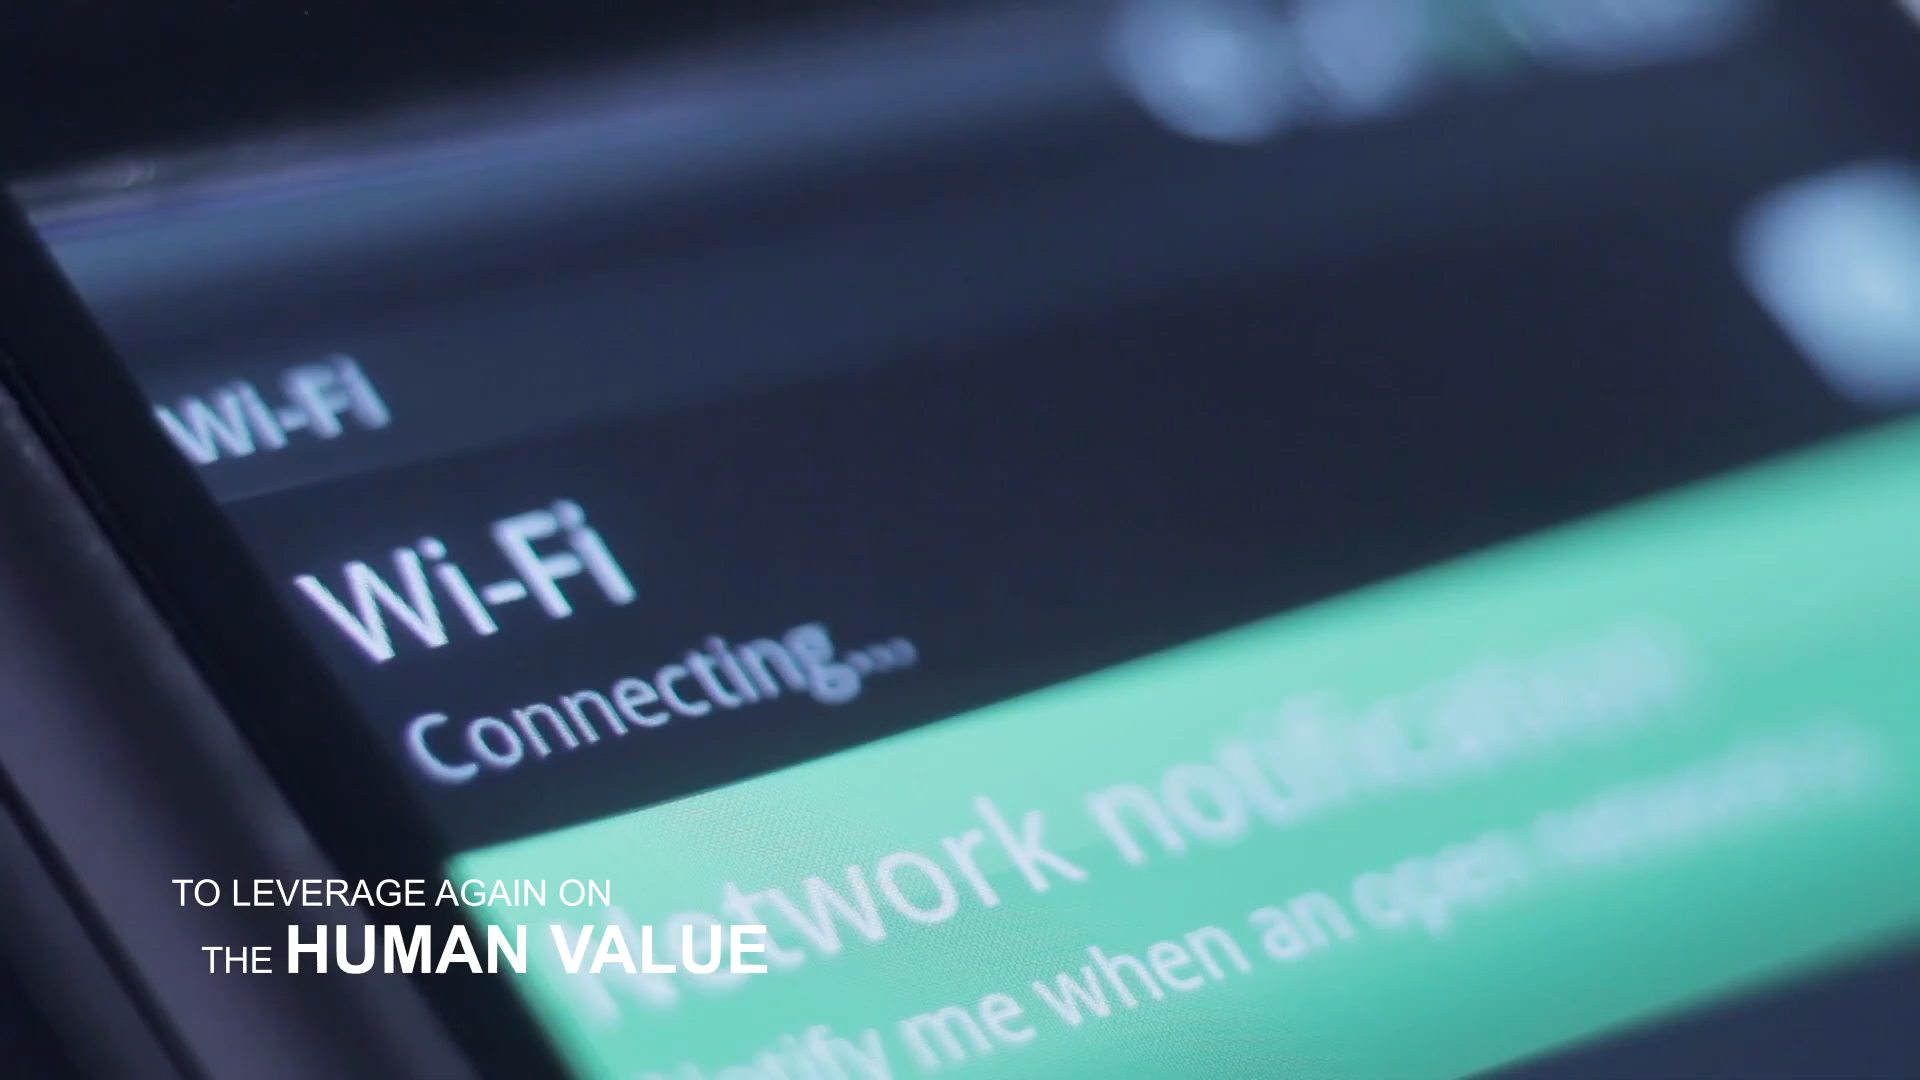 Wi-Fi
Wi-Fi
Connecting...
Network notification
Notify me when an open network
TO LEVERAGE AGAIN ON
THE HUMAN VALUE